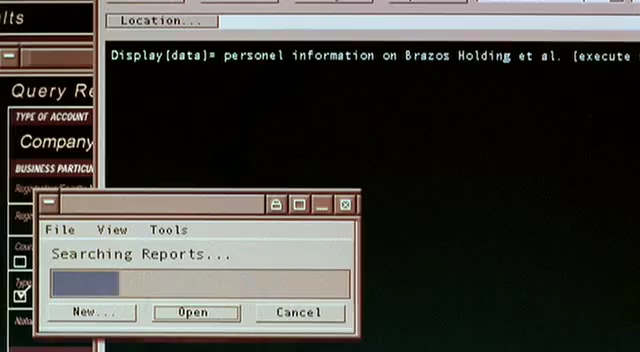 lts
Location...
Display[data]= personel information on Brazos Holding et al. [execute
Query Re
TYPE OF ACCOUNT
Company
BUSINESS PARTICU
File View Tools
Searching Reports...
New... Open Cancel